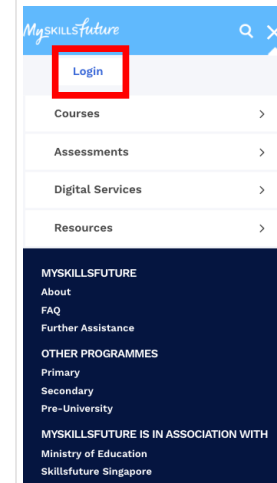 MySKILLSfuture
Login
Courses
Assessments
Digital Services
Resources
MYSKILLSFUTURE
About
FAQ
Further Assistance
OTHER PROGRAMMES
Primary
Secondary
Pre-University
MYSKILLSFUTURE IS IN ASSOCIATION WITH
Ministry of Education
Skillsfuture Singapore